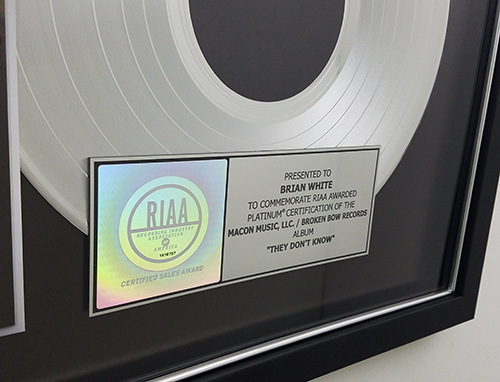 RIAA
RECORDING INDUSTRY
ASSOCIATION
OF
AMERICA
CERTIFIED SALES AWARD
PRESENTED TO
BRIAN WHITE
TO COMMEMORATE RIAA AWARDED
PLATINUM® CERTIFICATION OF THE
MACON MUSIC, LLC. / BROKEN BOW RECORDS
ALBUM
"THEY DON'T KNOW"